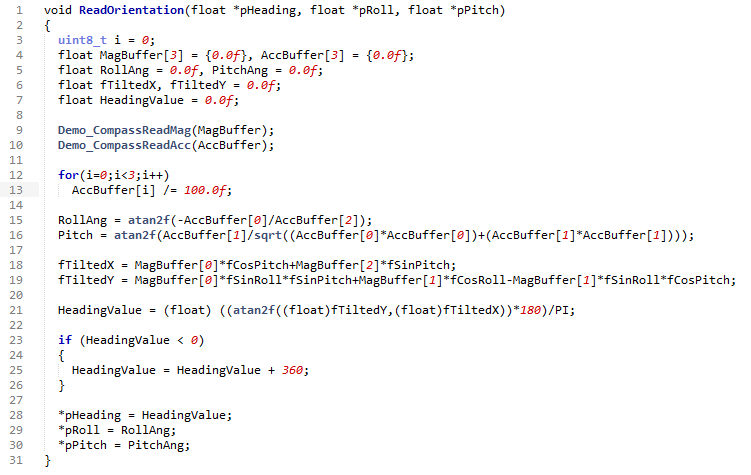 1 void ReadOrientation(float *pHeading, float *pRoll, float *pPitch)
2 {
3   uint8_t i = 0;
4   float MagBuffer[3] = {0.0f}, AccBuffer[3] = {0.0f};
5   float RollAng = 0.0f, PitchAng = 0.0f;
6   float fTiltedX, fTiltedY = 0.0f;
7   float HeadingValue = 0.0f;
8
9   Demo_CompassReadMag(MagBuffer);
10   Demo_CompassReadAcc(AccBuffer);
11
12   for(i=0;i<3;i++)
13     AccBuffer[i] /= 100.0f;
14
15   RollAng = atan2f(-AccBuffer[0]/AccBuffer[2]);
16   Pitch = atan2f(AccBuffer[1]/sqrt((AccBuffer[0]*AccBuffer[0])+(AccBuffer[1]*AccBuffer[1])));
17
18   fTiltedX = MagBuffer[0]*fCosPitch+MagBuffer[2]*fSinPitch;
19   fTiltedY = MagBuffer[0]*fSinRoll*fSinPitch+MagBuffer[1]*fCosRoll-MagBuffer[1]*fSinRoll*fCosPitch;
20
21   HeadingValue = (float) ((atan2f((float)fTiltedY,(float)fTiltedX))*180)/PI;
22
23   if (HeadingValue < 0)
24   {
25     HeadingValue = HeadingValue + 360;
26   }
27
28   *pHeading = HeadingValue;
29   *pRoll = RollAng;
30   *pPitch = PitchAng;
31 }